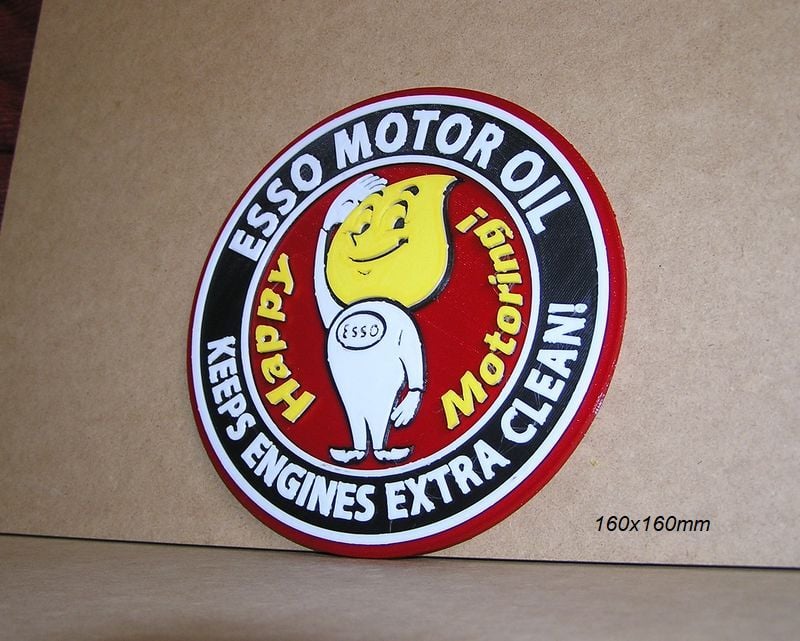 ESSO MOTOR OIL
Happy
Motoring!
ESSO
KEEPS ENGINES EXTRA CLEAN!
160x160mm